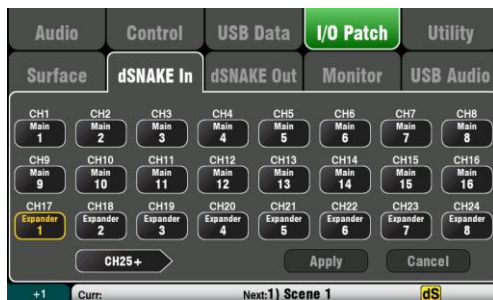 Audio Control USB Data I/O Patch Utility
Surface dSNAKE In dSNAKE Out Monitor USB Audio
CH1 CH2 CH3 CH4 CH5 CH6 CH7 CH8
Main Main Main Main Main Main Main Main
1 2 3 4 5 6 7 8
CH9 CH10 CH11 CH12 CH13 CH14 CH15 CH16
Main Main Main Main Main Main Main Main
9 10 11 12 13 14 15 16
CH17 CH18 CH19 CH20 CH21 CH22 CH23 CH24
Expander Expander Expander Expander Expander Expander Expander Expander
1 2 3 4 5 6 7 8
CH25+ Apply Cancel
+1 Curr: Next:1) Scene 1 dS